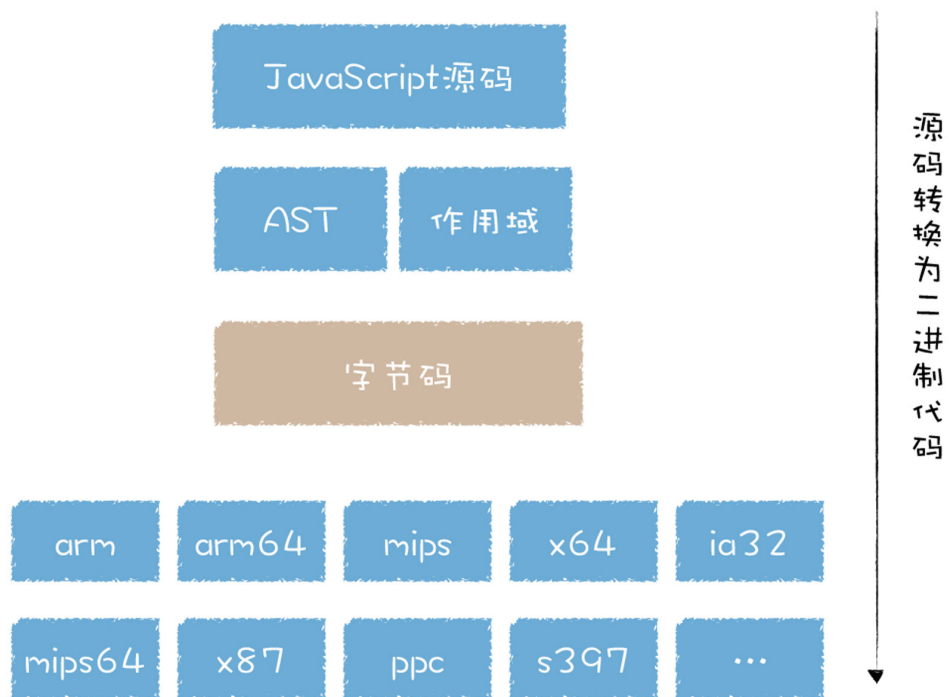 JavaScript源码
AST
作用域
字节码
arm
arm64
mips
x64
ia32
mips64
x87
ppc
s397
...
源码转换为二进制代码